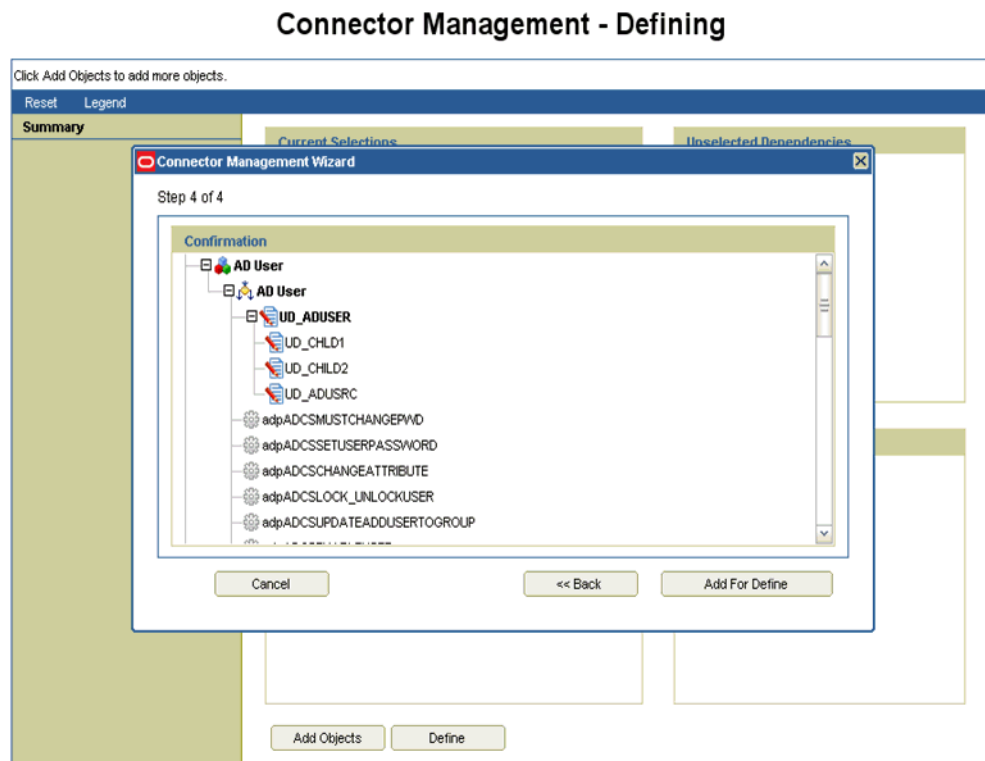 Connector Management - Defining
Click Add Objects to add more objects.
Reset Legend
Summary
Current Selections
Unselected Dependencies
Connector Management Wizard
Step 4 of 4
Confirmation
AD User
AD User
UD_ADUSER
UD_CHLD1
UD_CHILD2
UD_ADUSRC
adpADCSMUSTCHANGEPWD
adpADCSSETUSERPASSWORD
adpADCSCHANGEATTRIBUTE
adpADCSLOCK_UNLOCKUSER
adpADCSUPDATEADDUSERTOGROUP
Cancel
<< Back
Add For Define
Add Objects
Define